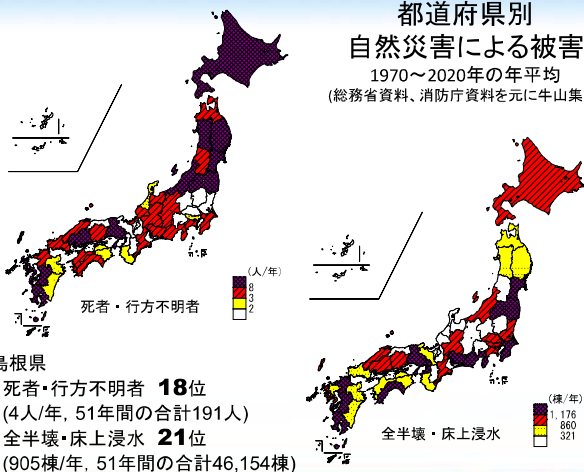 都道府県別
自然災害による被害
1970～2020年の年平均
(総務省資料、消防庁資料を元に牛山集
(人/年)
8
3
2
死者・行方不明者
島根県
死者・行方不明者 18位
(4人/年, 51年間の合計191人)
全半壊・床上浸水 21位
(905棟/年, 51年間の合計46,154棟)
(棟/年)
1,176
860
321
全半壊・床上浸水